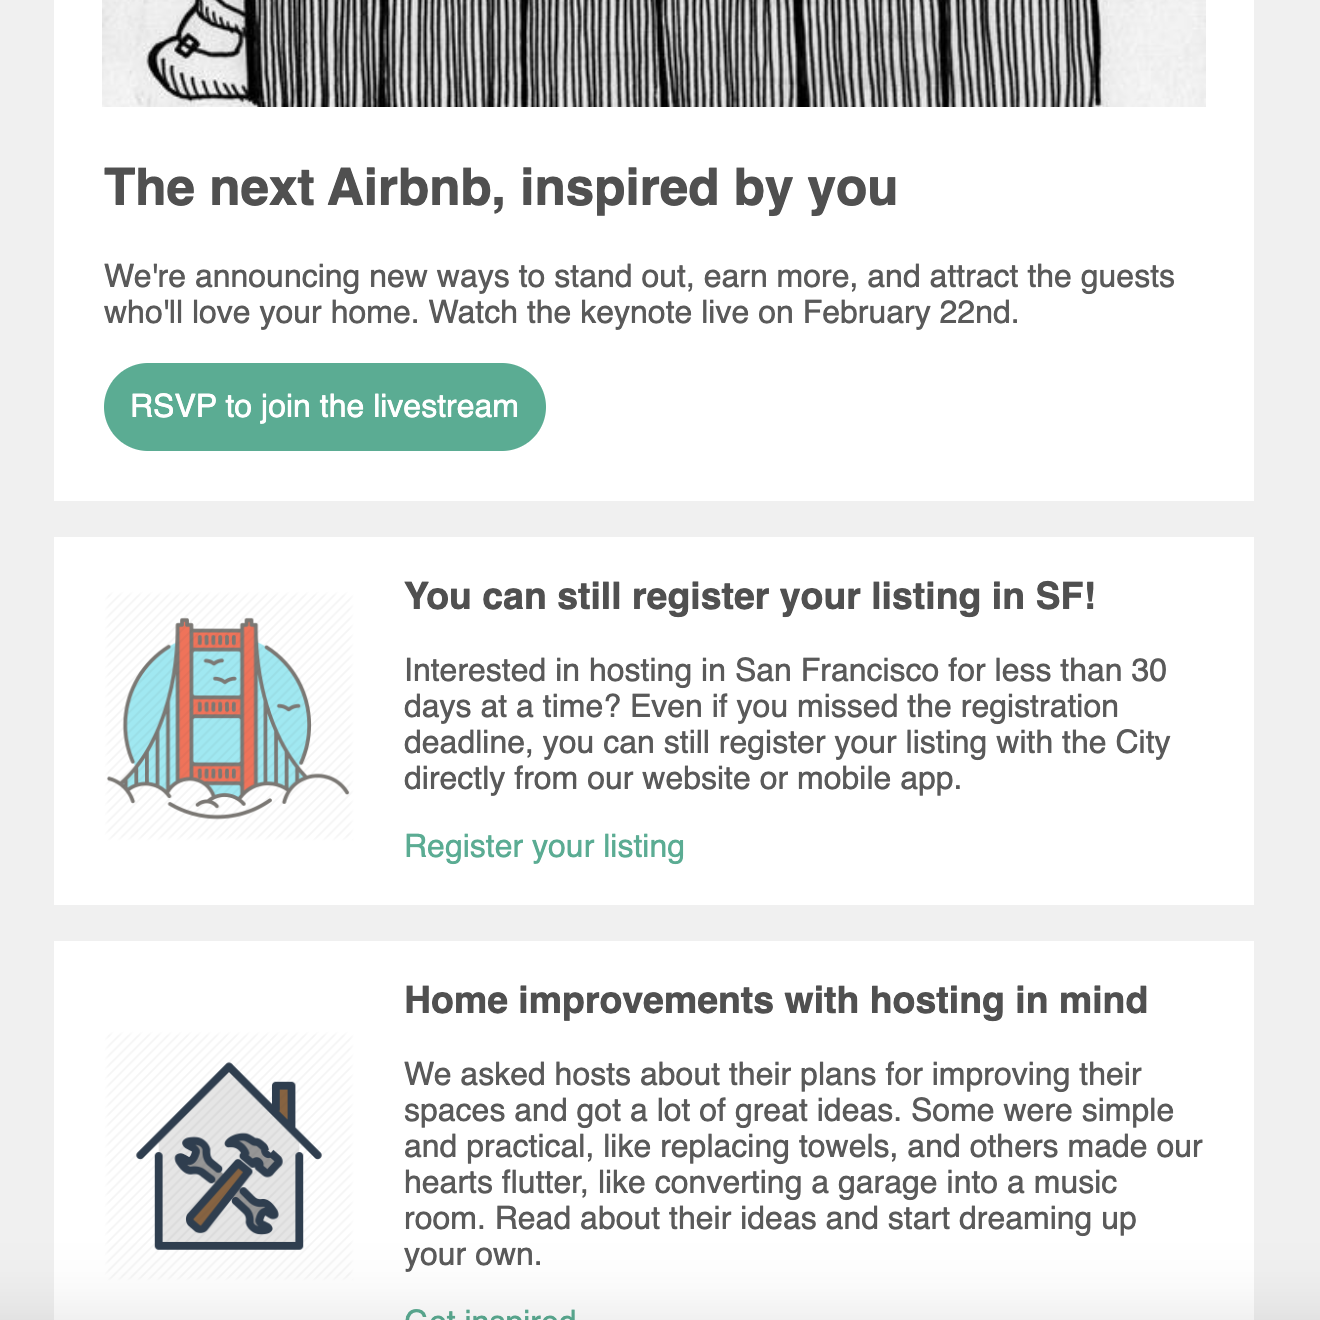 The next Airbnb, inspired by you
We're announcing new ways to stand out, earn more, and attract the guests
who'll love your home. Watch the keynote live on February 22nd.
RSVP to join the livestream
You can still register your listing in SF!
Interested in hosting in San Francisco for less than 30
days at a time? Even if you missed the registration
deadline, you can still register your listing with the City
directly from our website or mobile app.
Register your listing
Home improvements with hosting in mind
We asked hosts about their plans for improving their
spaces and got a lot of great ideas. Some were simple
and practical, like replacing towels, and others made our
hearts flutter, like converting a garage into a music
room. Read about their ideas and start dreaming up
your own.
Get inspired